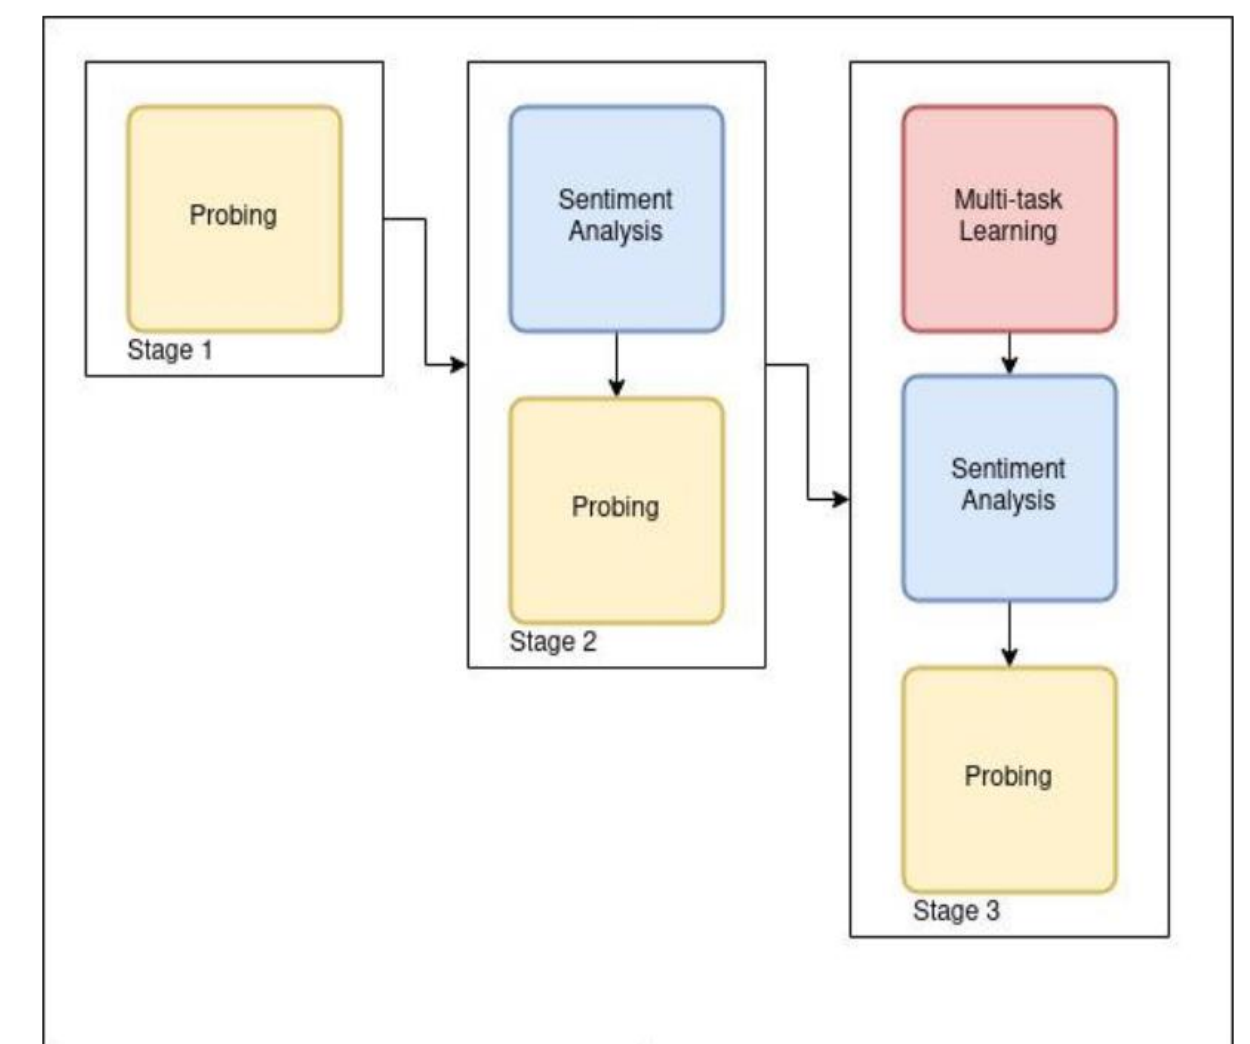 Probing
Stage 1
Sentiment
Analysis
Probing
Stage 2
Multi-task
Learning
Sentiment
Analysis
Probing
Stage 3